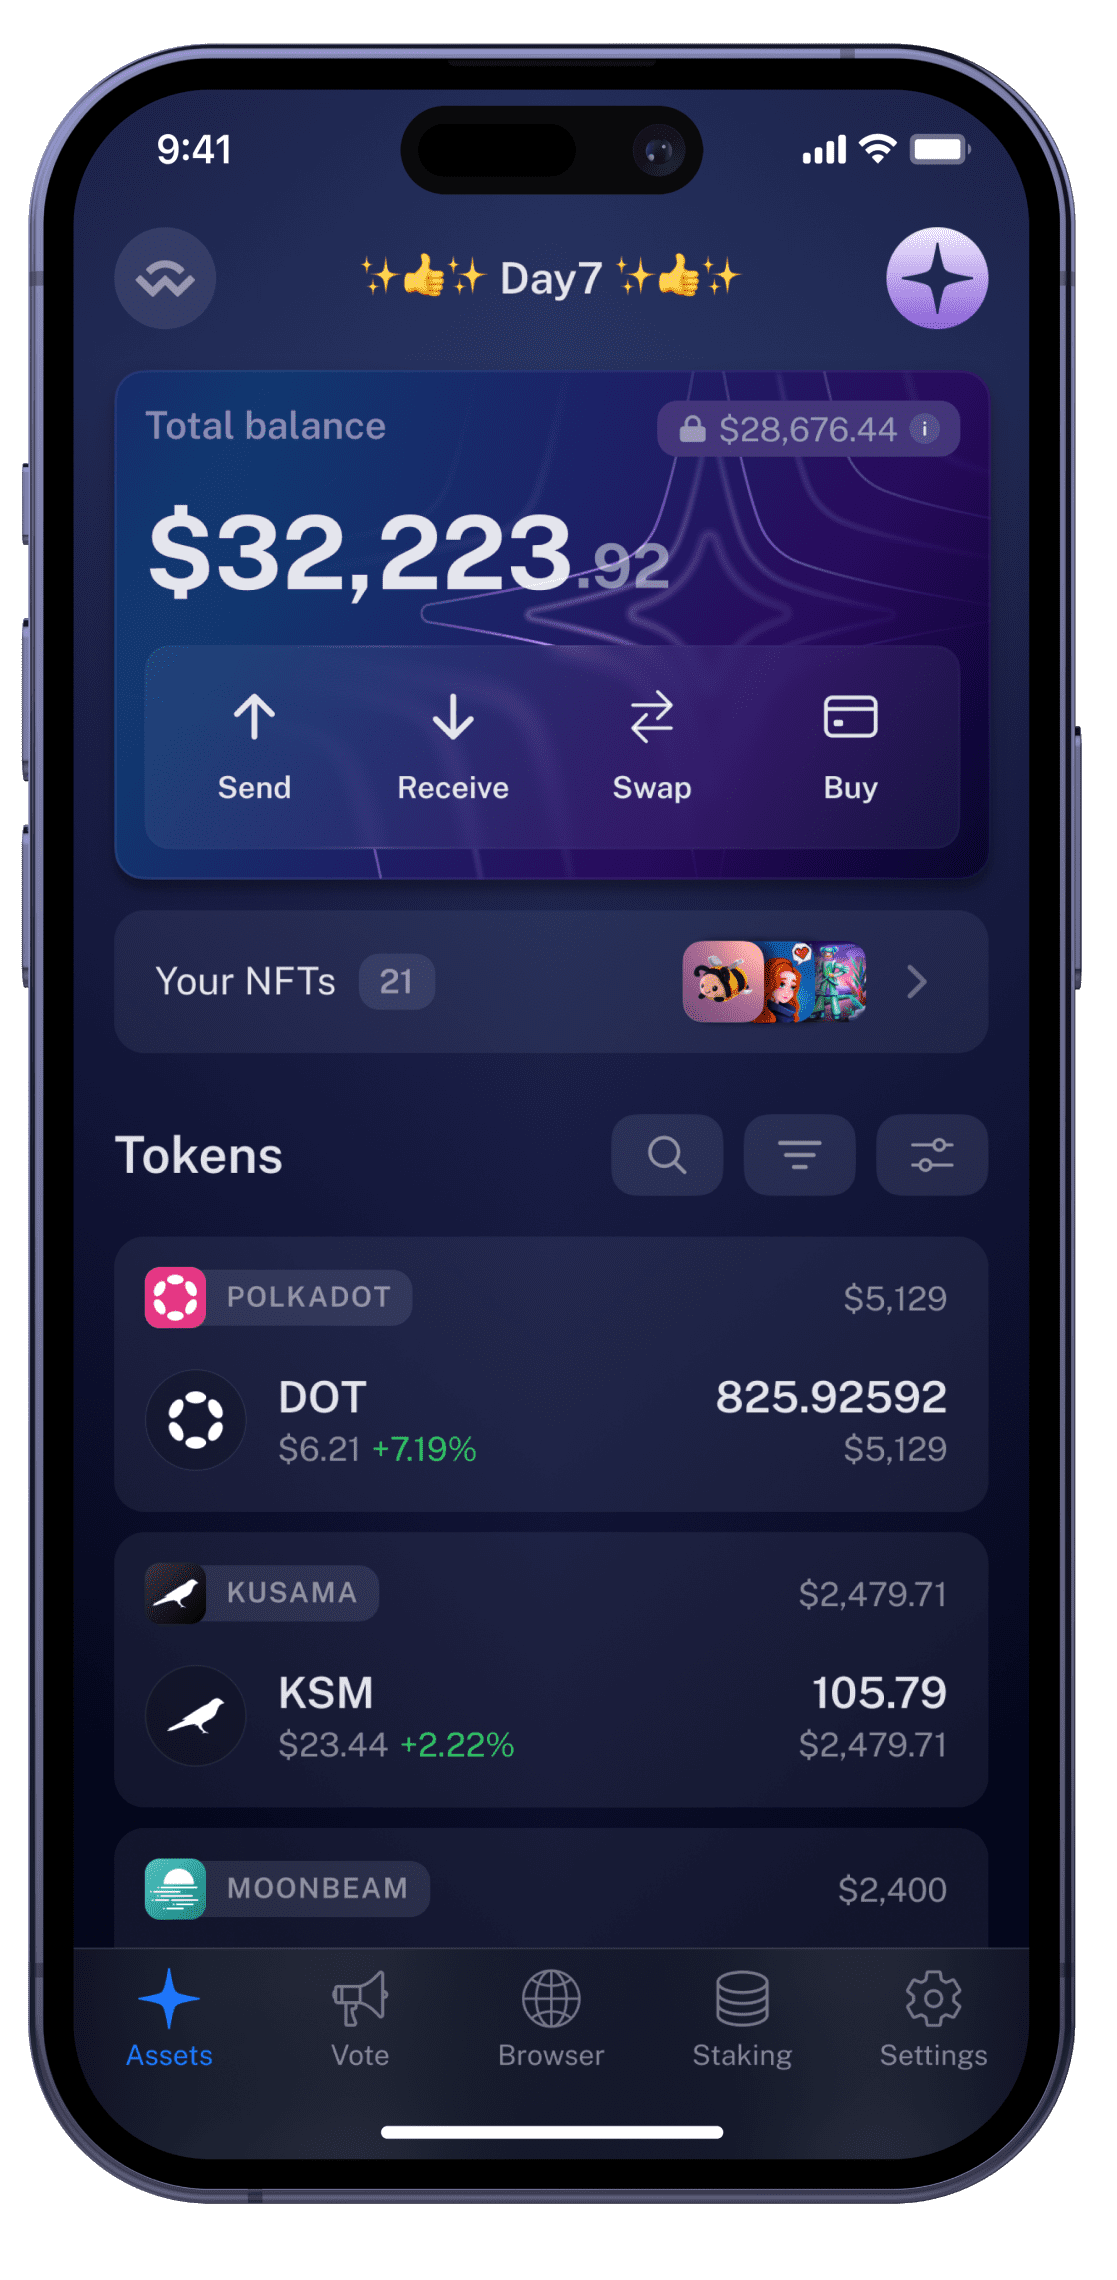 9:41
✨👍✨ Day7 ✨👍✨
Total balance
$28,676.44
$32,223.92
Send Receive Swap Buy
Your NFTs 21
Tokens
POLKADOT $5,129
DOT 825.92592
$6.21 +7.19% $5,129
KUSAMA $2,479.71
KSM 105.79
$23.44 +2.22% $2,479.71
MOONBEAM $2,400
Assets Vote Browser Staking Settings